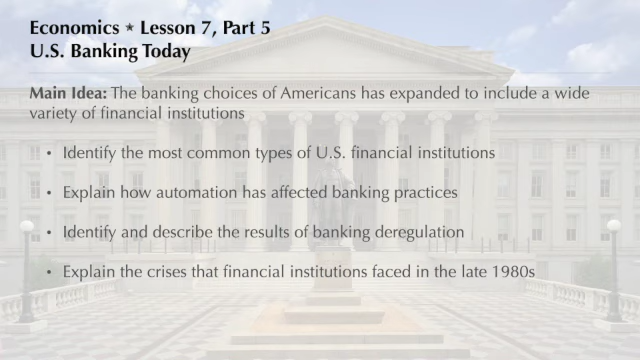 Economics ★ Lesson 7, Part 5
U.S. Banking Today
Main Idea: The banking choices of Americans has expanded to include a wide
variety of financial institutions
• Identify the most common types of U.S. financial institutions
• Explain how automation has affected banking practices
• Identify and describe the results of banking deregulation
• Explain the crises that financial institutions faced in the late 1980s